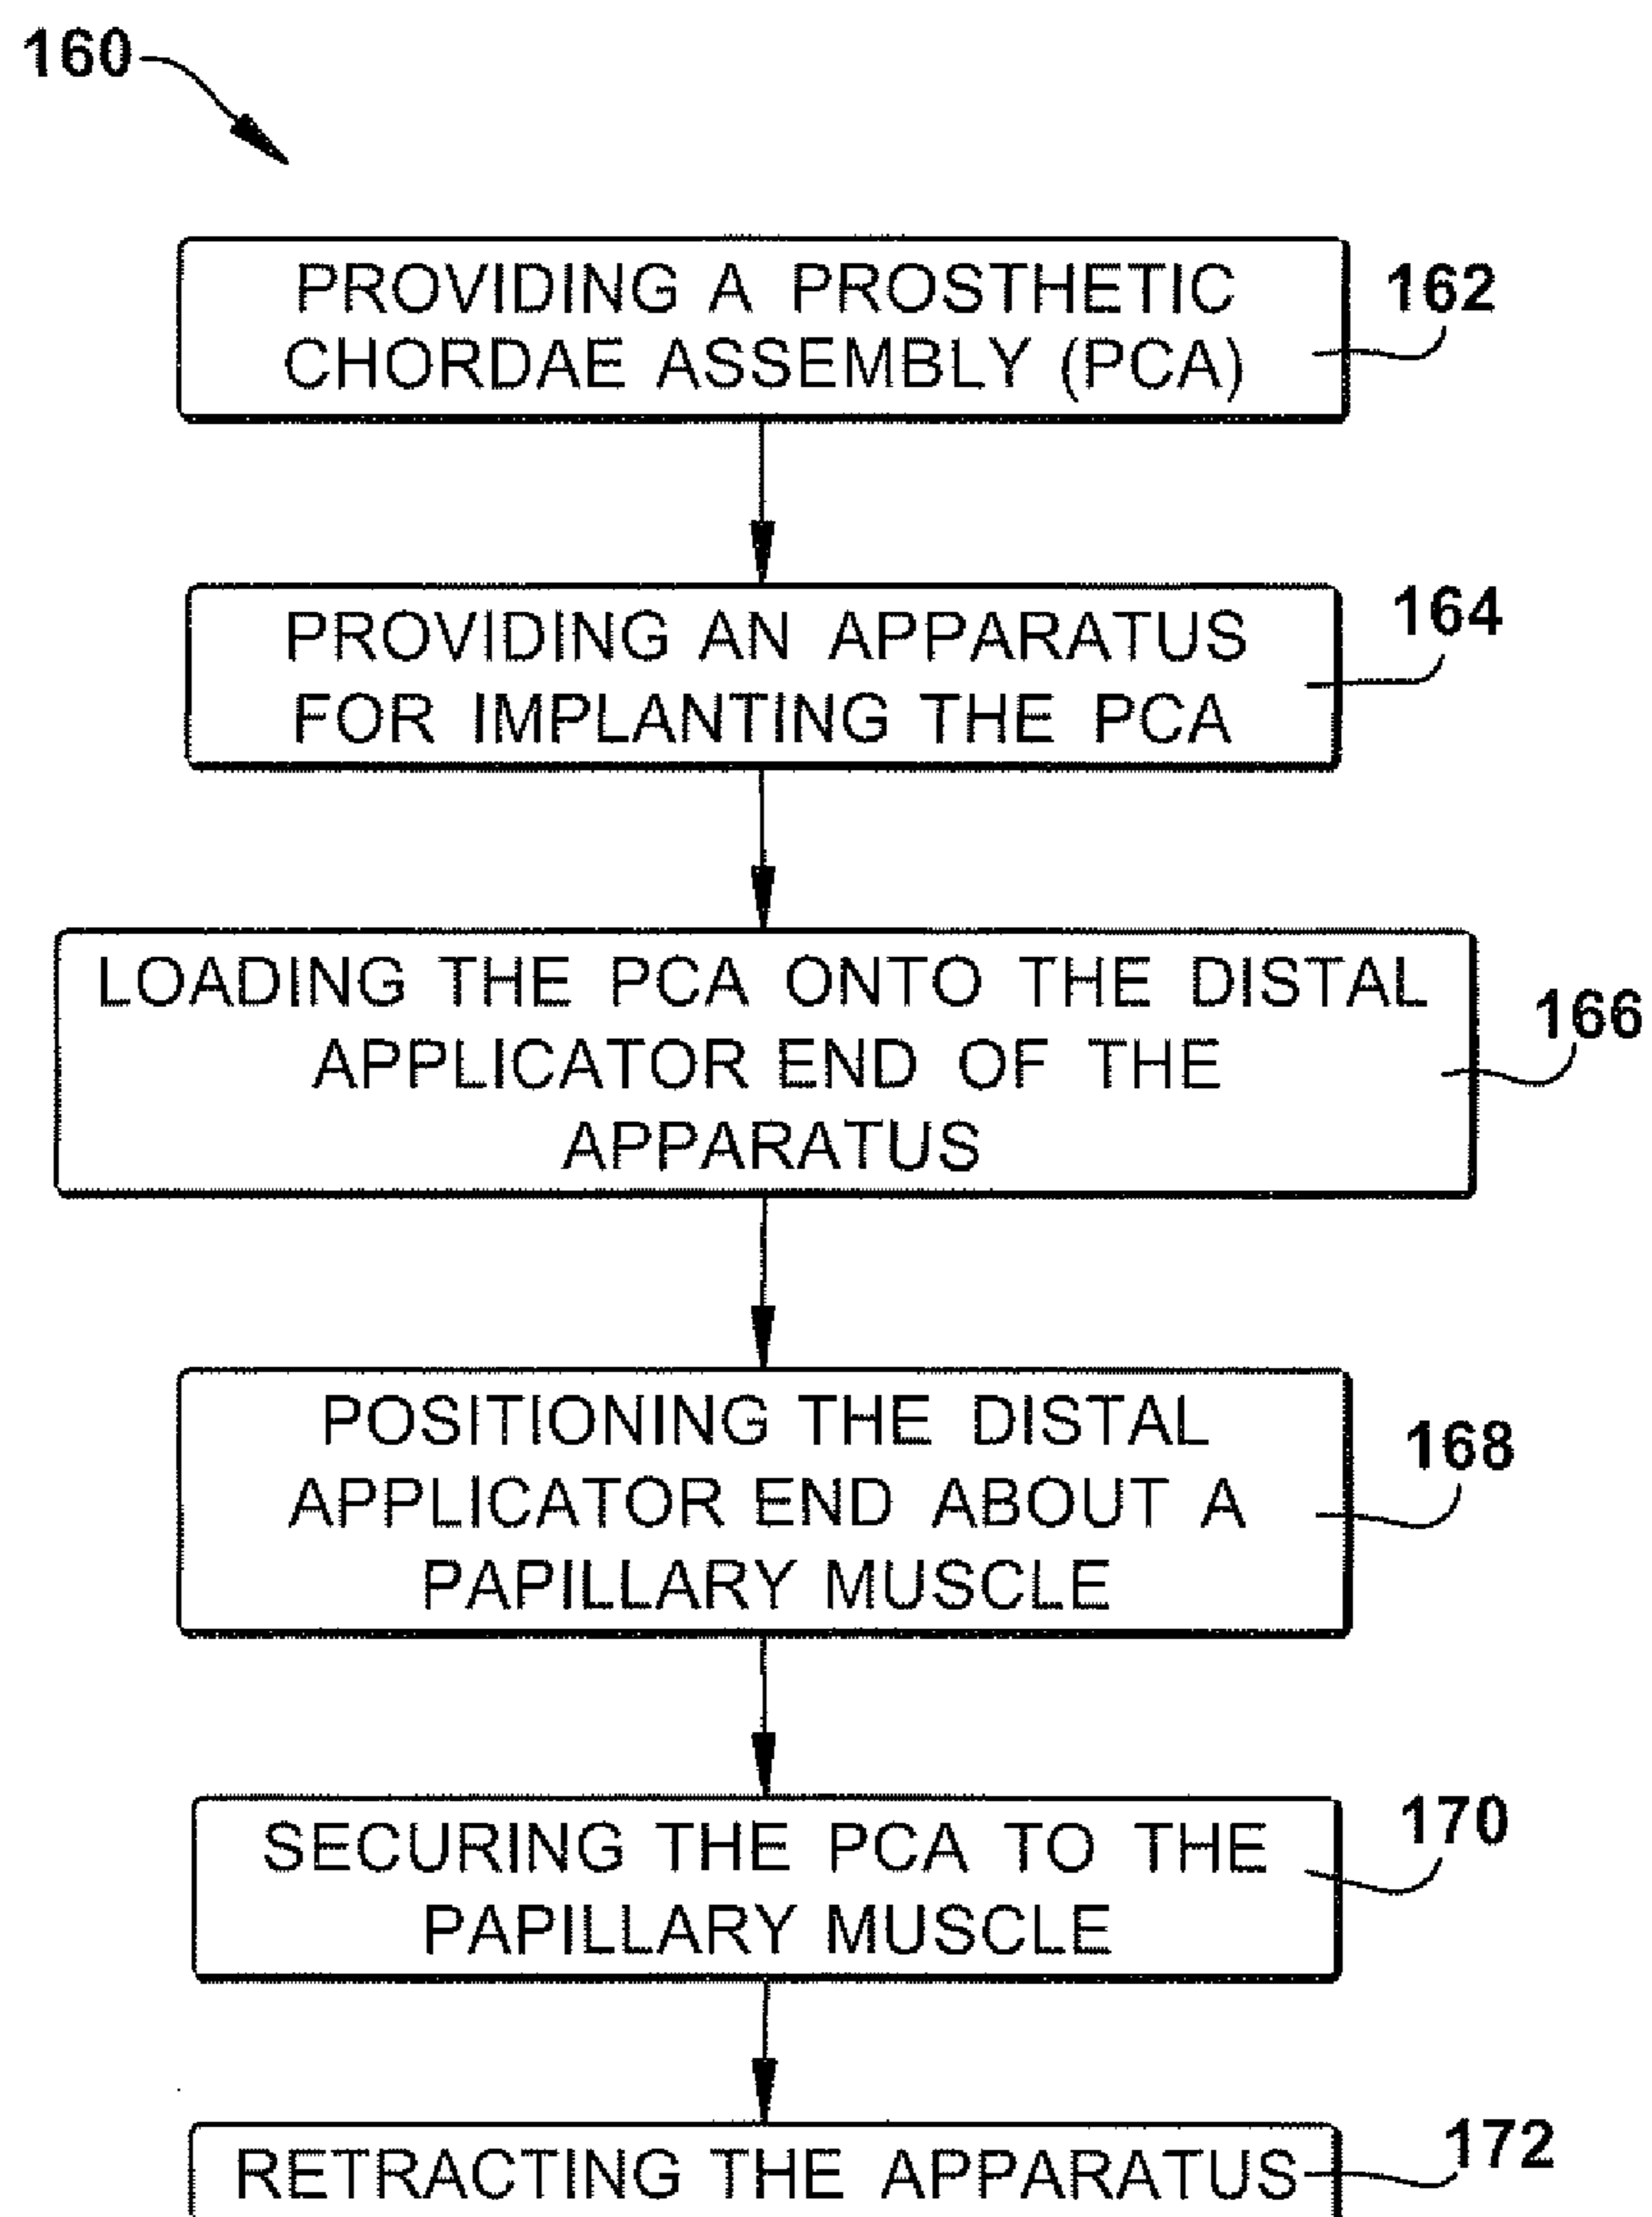 160
PROVIDING A PROSTHETIC
CHORDAE ASSEMBLY (PCA)
162
PROVIDING AN APPARATUS
FOR IMPLANTING THE PCA
164
LOADING THE PCA ONTO THE DISTAL
APPLICATOR END OF THE
APPARATUS
166
POSITIONING THE DISTAL
APPLICATOR END ABOUT A
PAPILLARY MUSCLE
168
SECURING THE PCA TO THE
PAPILLARY MUSCLE
170
RETRACTING THE APPARATUS
172